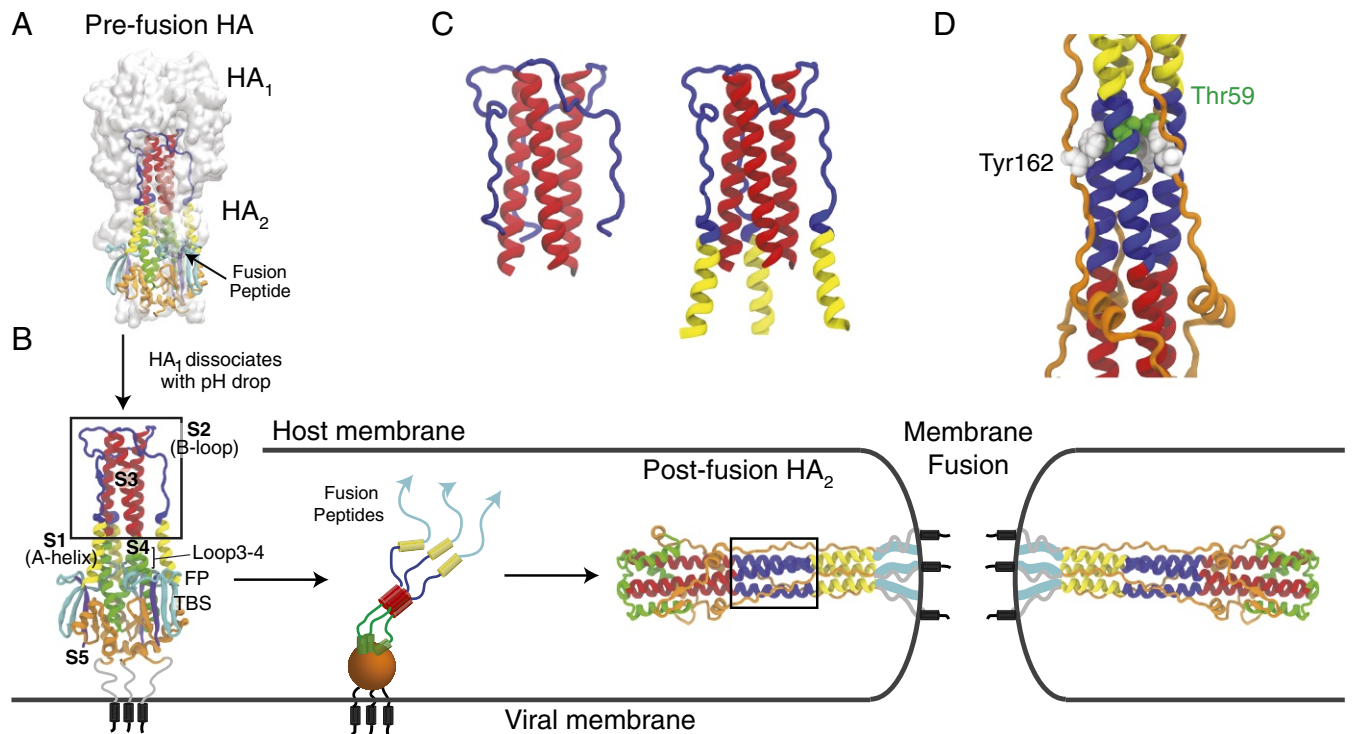 A
Pre-fusion HA
HA1
HA2
Fusion
Peptide
C
D
Thr59
Tyr162
B
HA1 dissociates
with pH drop
S2
(B-loop)
S3
S1
(A-helix)
S4
Loop3-4
FP
TBS
S5
Host membrane
Fusion
Peptides
Post-fusion HA2
Membrane
Fusion
Viral membrane